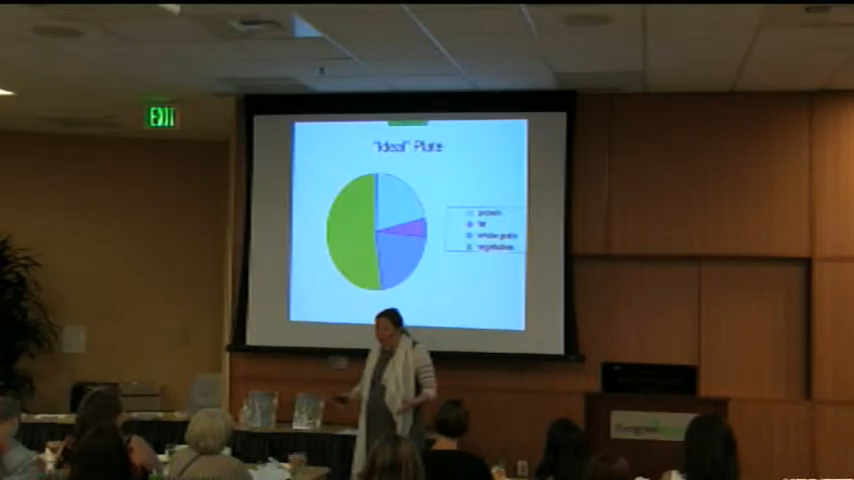 EXIT
"Ideal" Plate
protein
fat
whole grains
vegetables